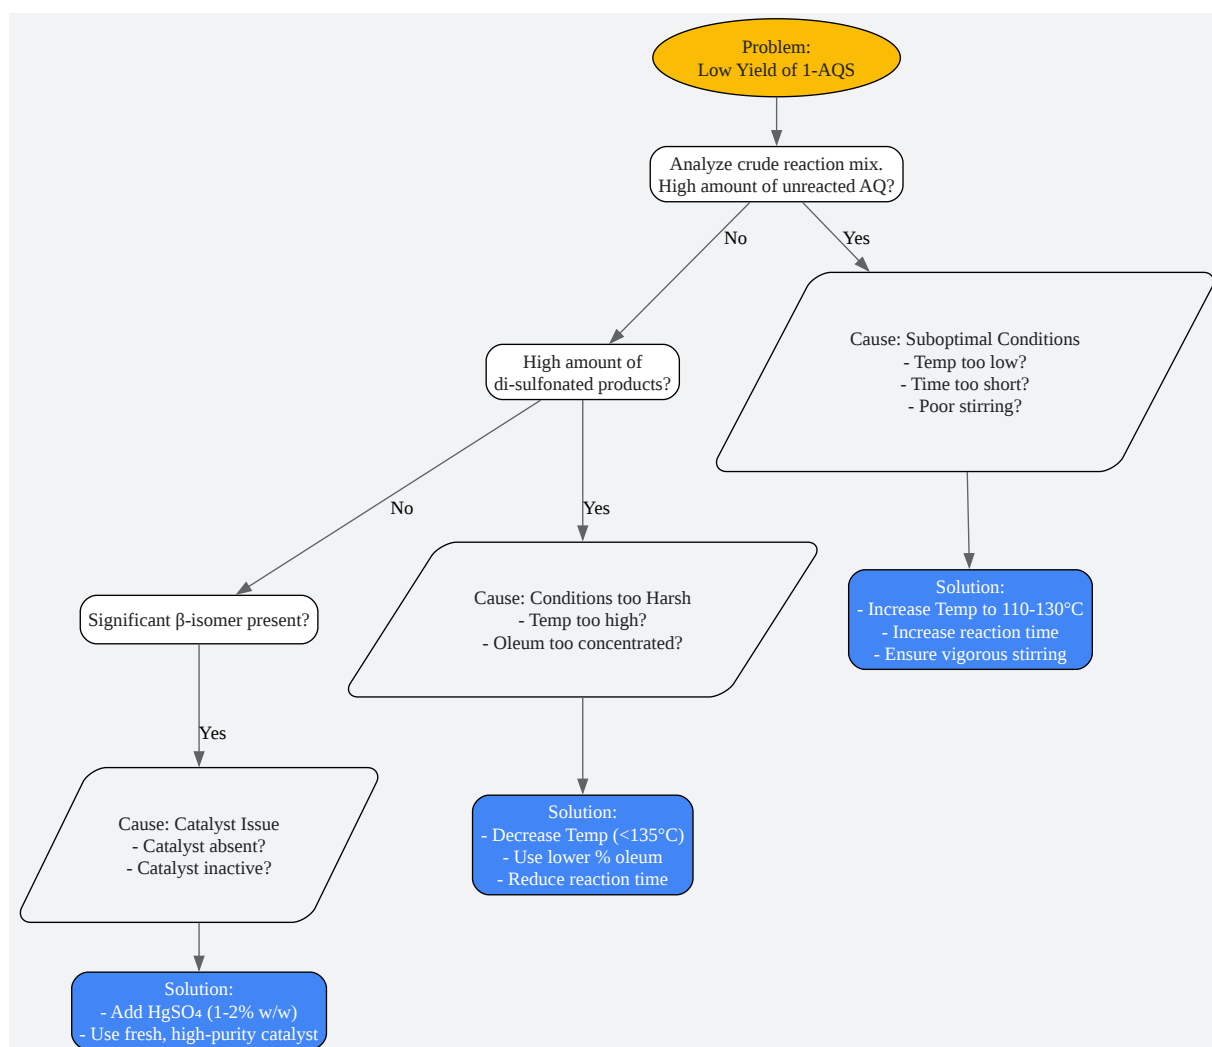 Problem:
Low Yield of 1-AQS
Analyze crude reaction mix.
High amount of unreacted AQ?
No
Yes
Cause: Suboptimal Conditions
- Temp too low?
- Time too short?
- Poor stirring?
High amount of
di-sulfonated products?
No
Yes
Solution:
- Increase Temp to 110-130°C
- Increase reaction time
- Ensure vigorous stirring
Cause: Conditions too Harsh
- Temp too high?
- Oleum too concentrated?
Significant β-isomer present?
Yes
Solution:
- Decrease Temp (<135°C)
- Use lower % oleum
- Reduce reaction time
Cause: Catalyst Issue
- Catalyst absent?
- Catalyst inactive?
Solution:
- Add HgSO₄ (1-2% w/w)
- Use fresh, high-purity catalyst